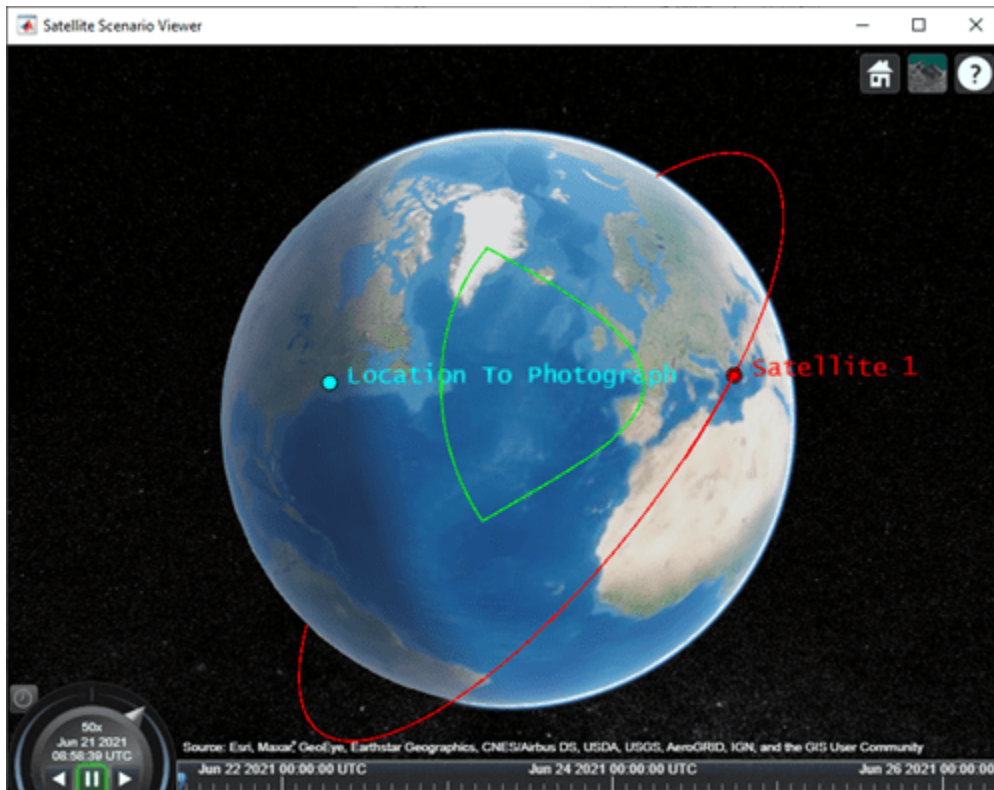 Satellite Scenario Viewer
?
Location To Photograph
Satellite 1
50x
Jun 21 2021
08:58:39 UTC
Source: Esri, Maxar, GeoEye, Earthstar Geographics, CNES/Airbus DS, USDA, USGS, AeroGRID, IGN, and the GIS User Community
Jun 22 2021 00:00:00 UTC
Jun 24 2021 00:00:00 UTC
Jun 26 2021 00:00:00